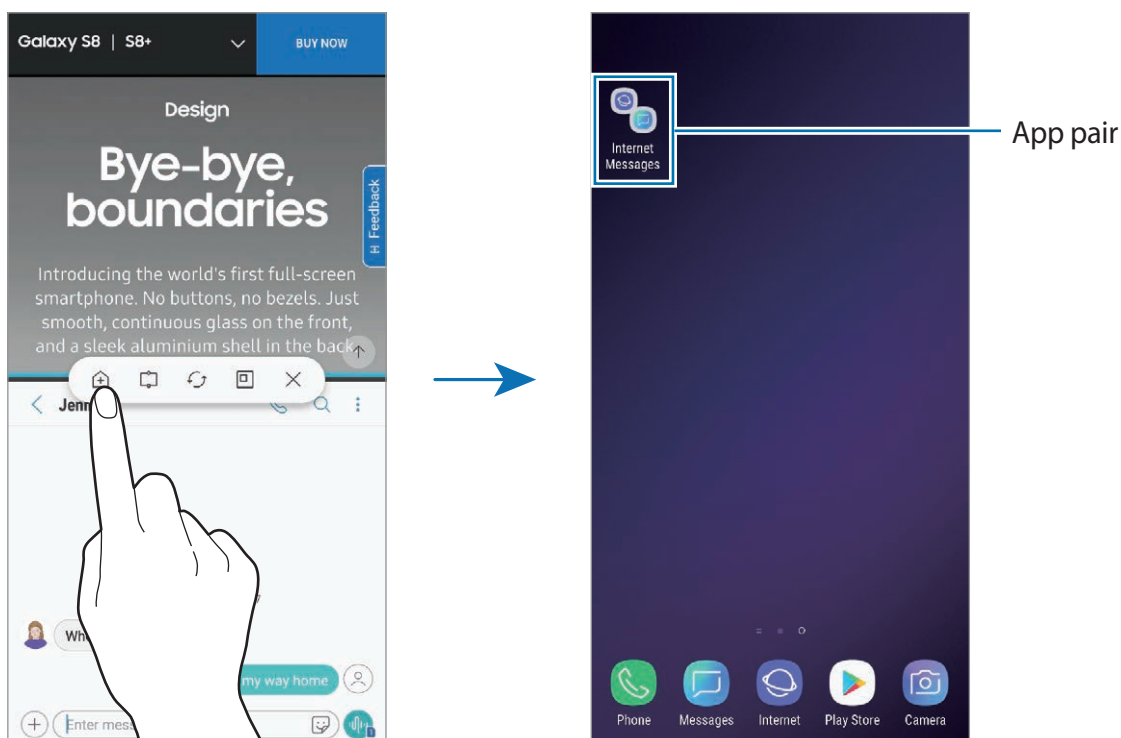 Galaxy S8 | S8+
BUY NOW
Design
Bye-bye,
boundaries
Feedback
Introducing the world's first full-screen
smartphone. No buttons, no bezels. Just
smooth, continuous glass on the front,
and a sleek aluminium shell in the back
my way home
Internet
Messages
App pair
Phone
Messages
Internet
Play Store
Camera